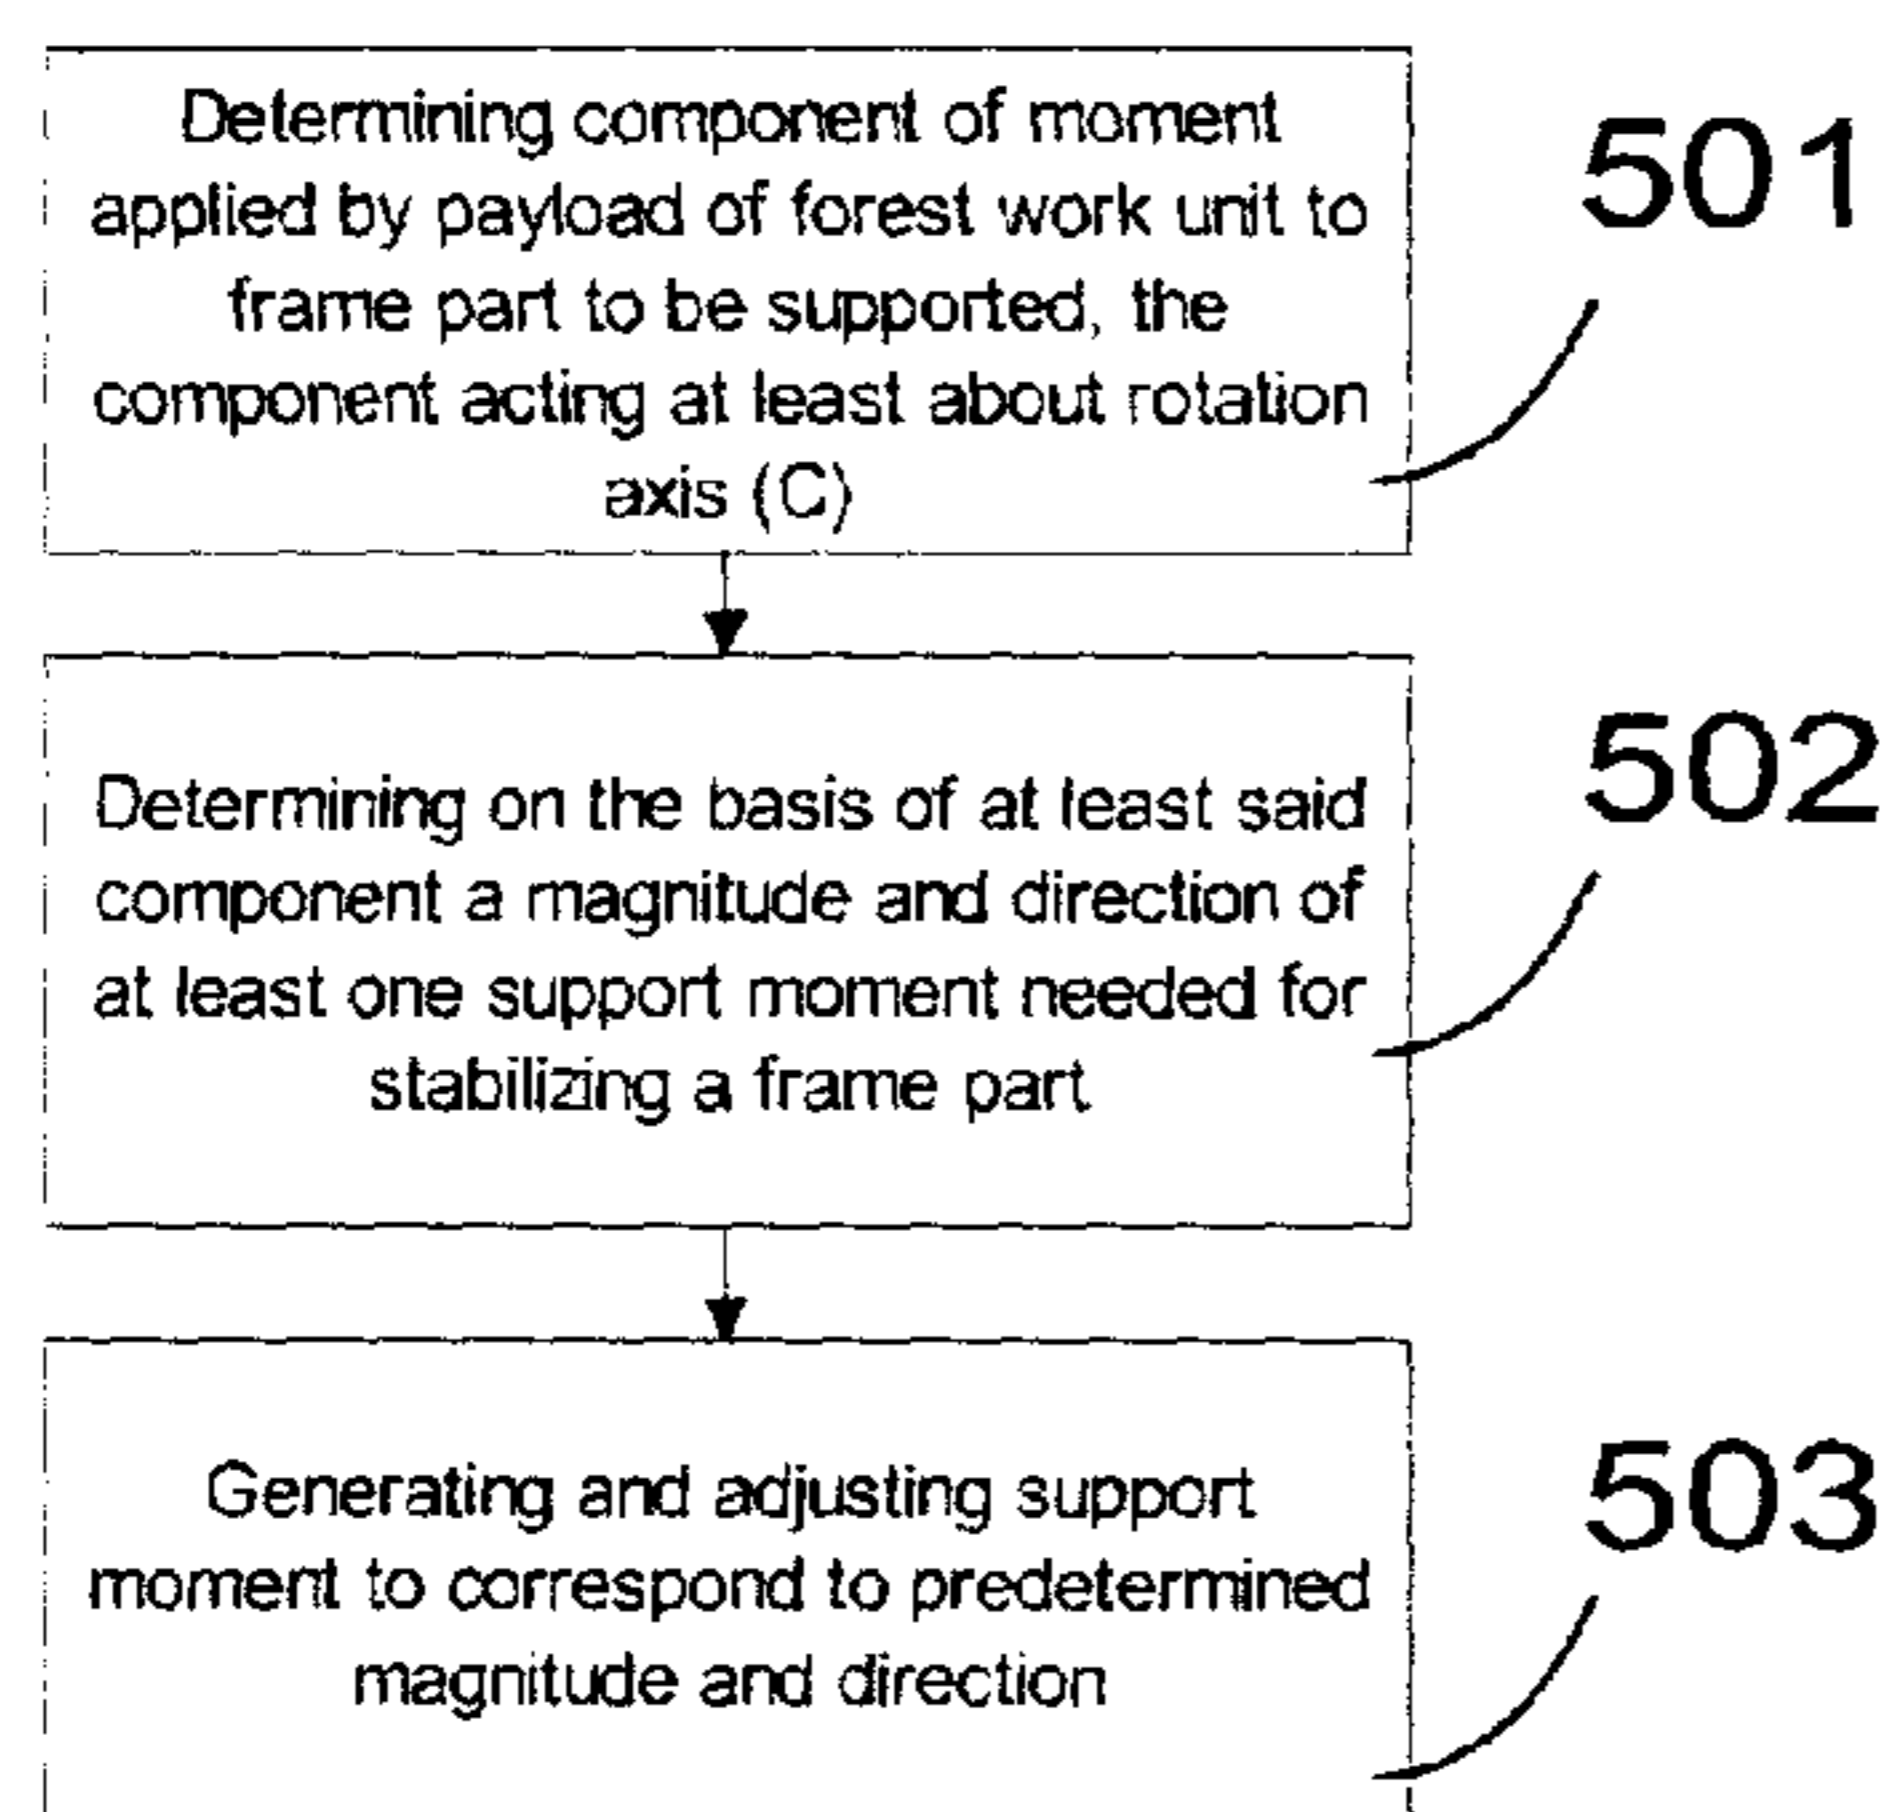 Determining component of moment
applied by payload of forest work unit to
frame part to be supported, the
component acting at least about rotation
axis (C)
501
Determining on the basis of at least said
component a magnitude and direction of
at least one support moment needed for
stabilizing a frame part
502
Generating and adjusting support
moment to correspond to predetermined
magnitude and direction
503